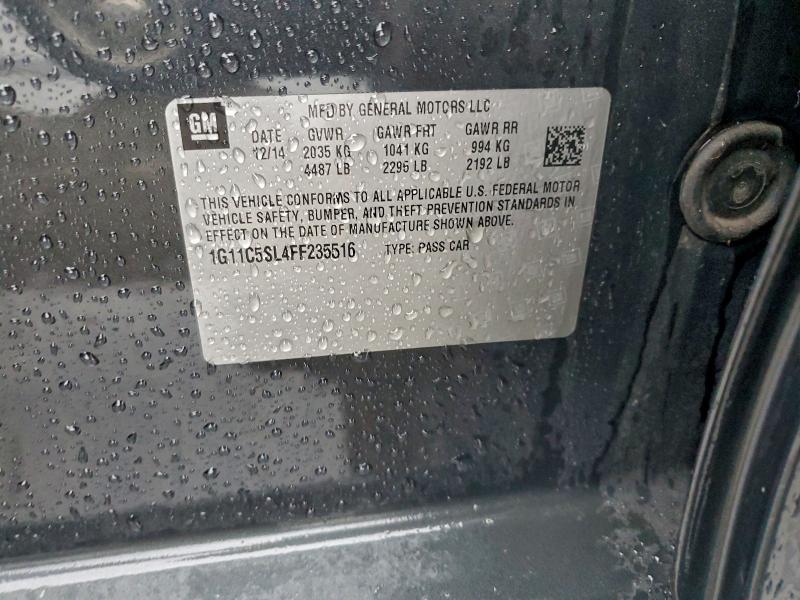 GM
MFD BY GENERAL MOTORS LLC
DATE GVWR GAWR FRT GAWR RR
12/14 2035 KG 1041 KG 994 KG
4487 LB 2295 LB 2192 LB
THIS VEHICLE CONFORMS TO ALL APPLICABLE U.S. FEDERAL MOTOR
VEHICLE SAFETY, BUMPER, AND THEFT PREVENTION STANDARDS IN
EFFECT ON THE DATE OF MANUFACTURE SHOWN ABOVE.
1G11C5SL4FF235516 TYPE: PASS CAR